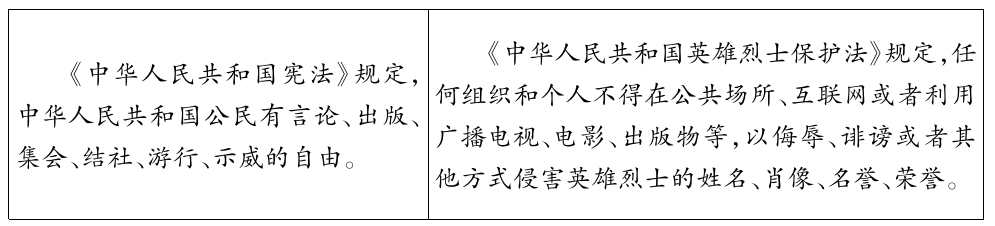 《中华人民共和国宪法》规定,
中华人民共和国公民有言论、出版、
集会、结社、游行、示威的自由。
《中华人民共和国英雄烈士保护法》规定,任
何组织和个人不得在公共场所、互联网或者利用
广播电视、电影、出版物等,以侮辱、诽谤或者其
他方式侵害英雄烈士的姓名、肖像、名誉、荣誉。